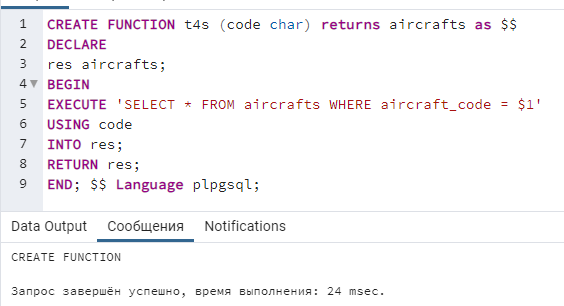 1 CREATE FUNCTION t4s (code char) returns aircrafts as $$
2 DECLARE
3 res aircrafts;
4 BEGIN
5 EXECUTE 'SELECT * FROM aircrafts WHERE aircraft_code = $1'
6 USING code
7 INTO res;
8 RETURN res;
9 END; $$ Language plpgsql;
Data Output Сообщения Notifications
CREATE FUNCTION
Запрос завершён успешно, время выполнения: 24 msec.